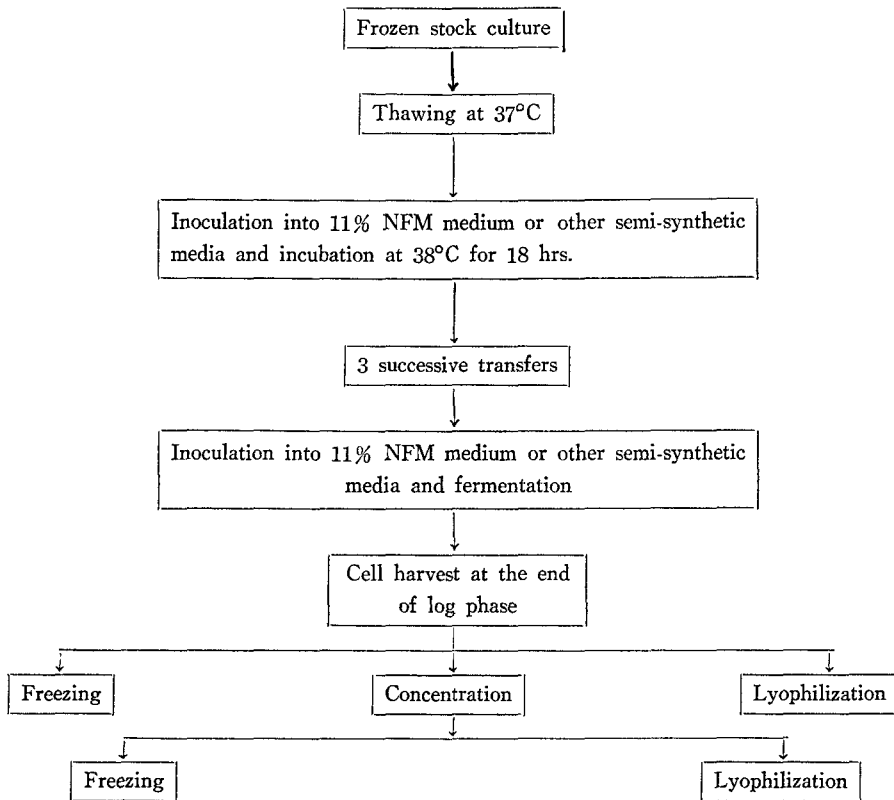 Frozen stock culture
Thawing at 37°C
Inoculation into 11% NFM medium or other semi-synthetic
media and incubation at 38°C for 18 hrs.
3 successive transfers
Inoculation into 11% NFM medium or other semi-synthetic
media and fermentation
Cell harvest at the end
of log phase
Freezing
Concentration
Lyophilization
Freezing
Lyophilization